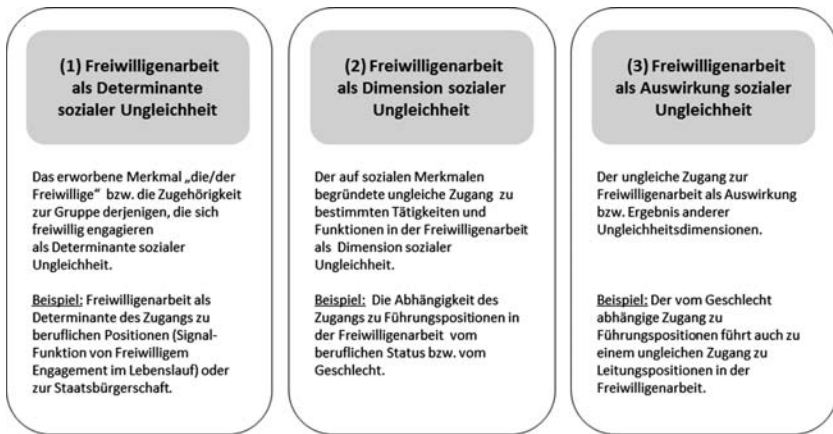 (1) Freiwilligenarbeit
als Determinante
sozialer Ungleichheit
Das erworbene Merkmal „die/der
Freiwillige“ bzw. die Zugehörigkeit
zur Gruppe derjenigen, die sich
freiwillig engagieren
als Determinante sozialer
Ungleichheit.
Beispiel: Freiwilligenarbeit als
Determinante des Zugangs zu
beruflichen Positionen (Signal-
Funktion von Freiwilligem
Engagement im Lebenslauf) oder
zur Staatsbürgerschaft.
(2) Freiwilligenarbeit
als Dimension sozialer
Ungleichheit
Der auf sozialen Merkmalen
begründete ungleiche Zugang zu
bestimmten Tätigkeiten und
Funktionen in der Freiwilligenarbeit
als Dimension sozialer
Ungleichheit.
Beispiel: Die Abhängigkeit des
Zugangs zu Führungspositionen in
der Freiwilligenarbeit vom
beruflichen Status bzw. vom
Geschlecht.
(3) Freiwilligenarbeit
als Auswirkung sozialer
Ungleichheit
Der ungleiche Zugang zur
Freiwilligenarbeit als Auswirkung
bzw. Ergebnis anderer
Ungleichheitsdimensionen.
Beispiel: Der vom Geschlecht
abhängige Zugang zu
Führungspositionen führt auch zu
einem ungleichen Zugang zu
Leitungspositionen in der
Freiwilligenarbeit.